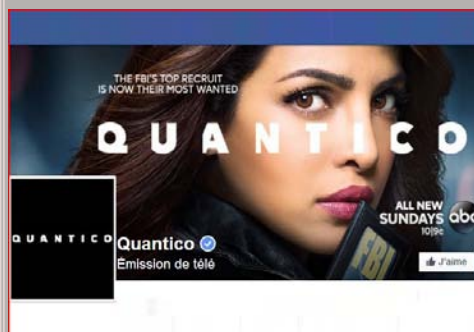 THE FBI'S TOP RECRUIT
IS NOW THEIR MOST WANTED
QUANTICO
ALL NEW
SUNDAYS abc
10|9c
FBI
QUANTICO
Quantico
Émission de télé
J'aime